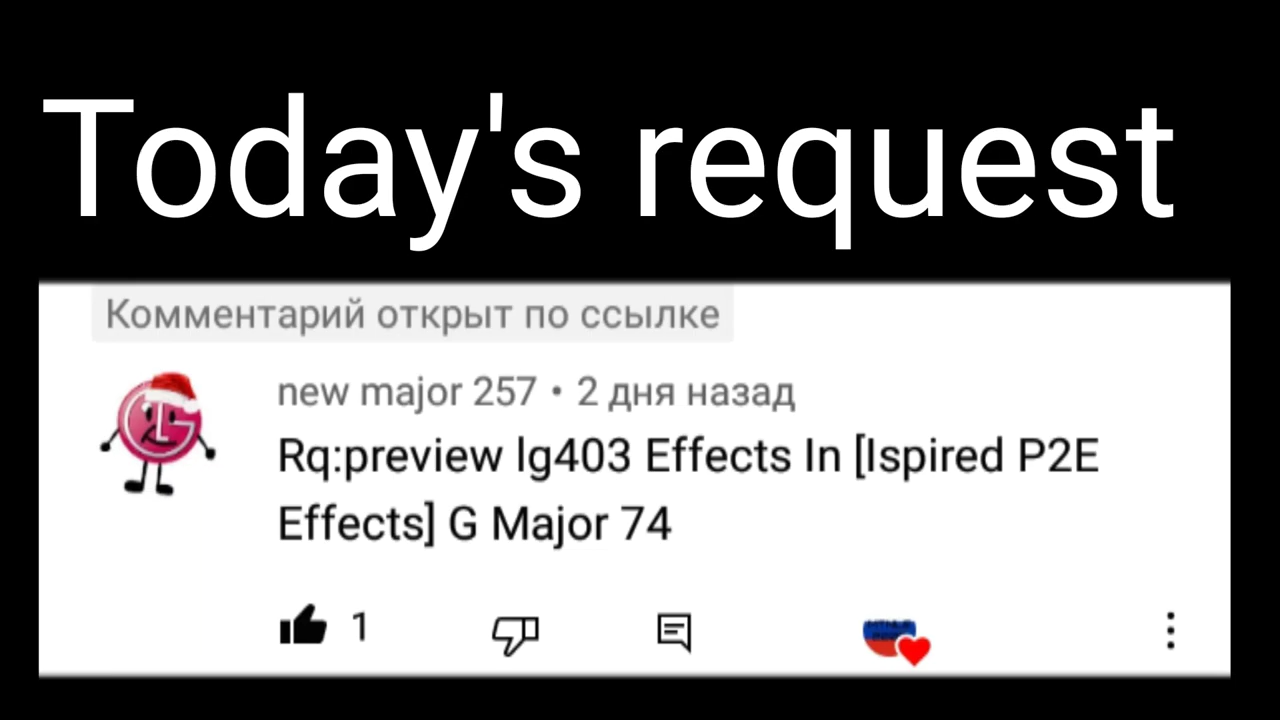 Today's request
Комментарий открыт по ссылке
new major 257 • 2 дня назад
Rq:preview lg403 Effects In [Ispired P2E
Effects] G Major 74
1